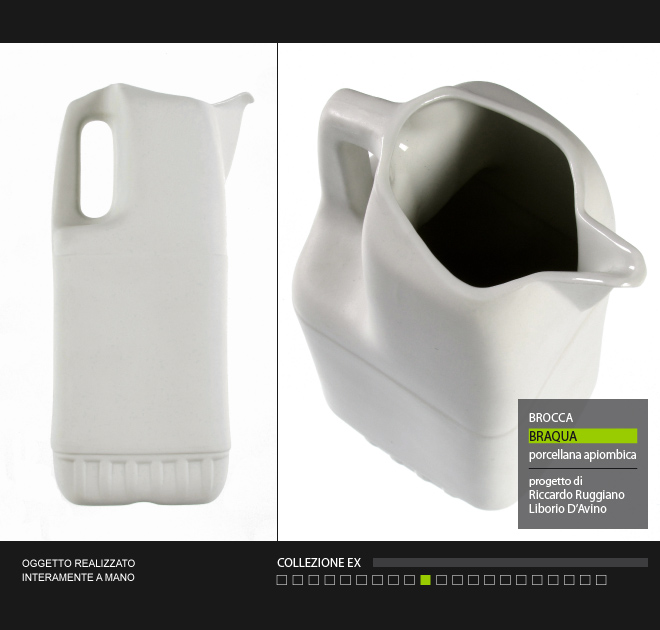 BROCCA
BRAQUA
porcellana apiombica
progetto di
Riccardo Ruggiano
Liborio D'Avino
OGGETTO REALIZZATO
INTERAMENTE A MANO
COLLEZIONE EX